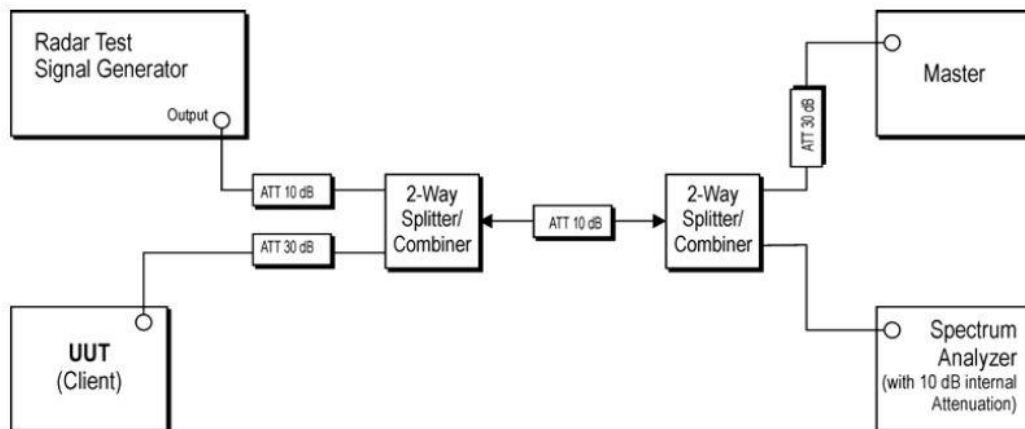 Radar Test
Signal Generator
Output
Master
ATT 30 dB
ATT 10 dB
2-Way
Splitter/
Combiner
ATT 10 dB
2-Way
Splitter/
Combiner
ATT 30 dB
UUT
(Client)
Spectrum
Analyzer
(with 10 dB internal
Attenuation)